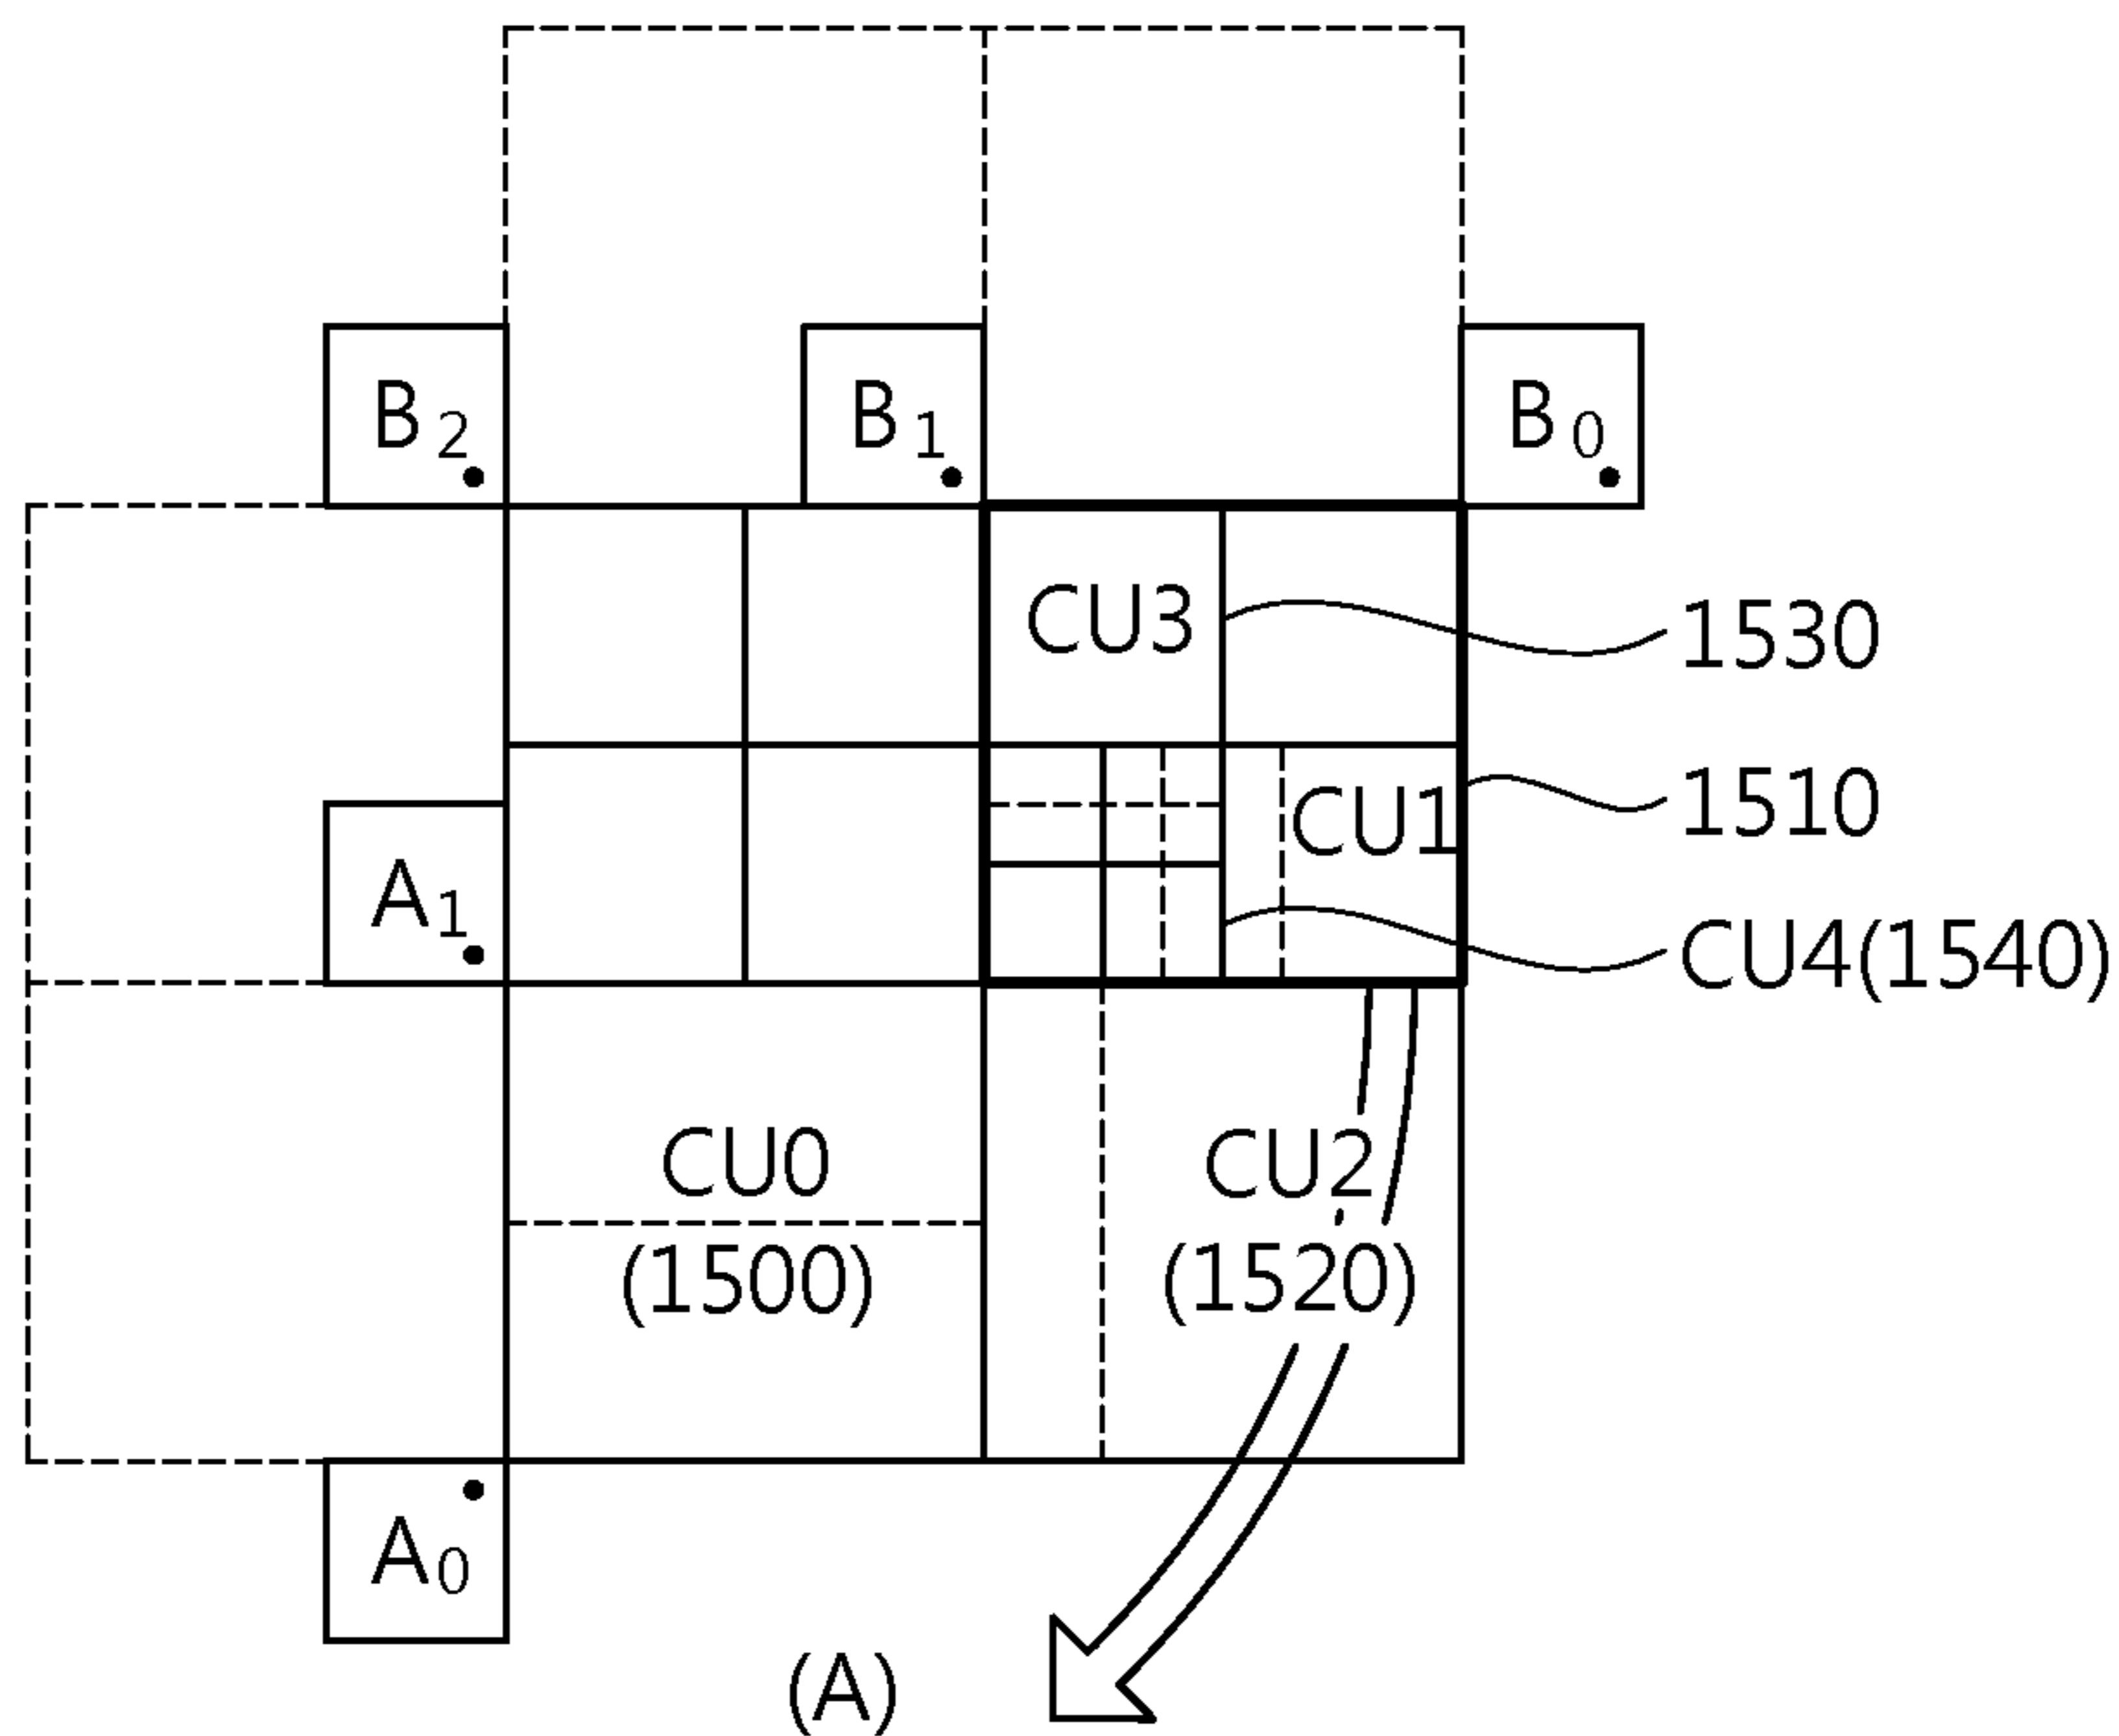 B2
B1
B0
CU3
1530
CU1
1510
A1
CU4(1540)
CU0
(1500)
CU2
(1520)
A0
(A)